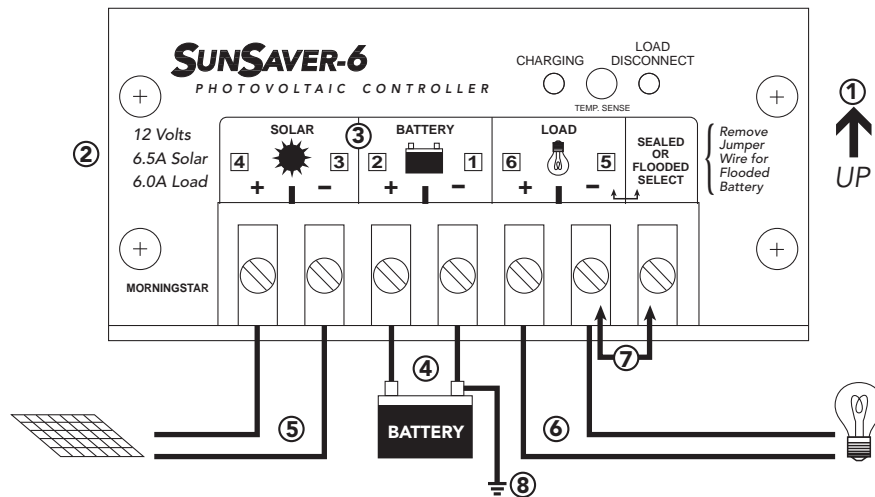 SUNSAVER-6
PHOTOVOLTAIC CONTROLLER
CHARGING
LOAD
DISCONNECT
TEMP. SENSE
1
UP
2
12 Volts
6.5A Solar
6.0A Load
3
SOLAR
4 3
+ −
BATTERY
2 1
+ −
LOAD
6 5
+ −
SEALED
OR
FLOODED
SELECT
Remove
Jumper
Wire for
Flooded
Battery
MORNINGSTAR
4
5
6
7
8
BATTERY